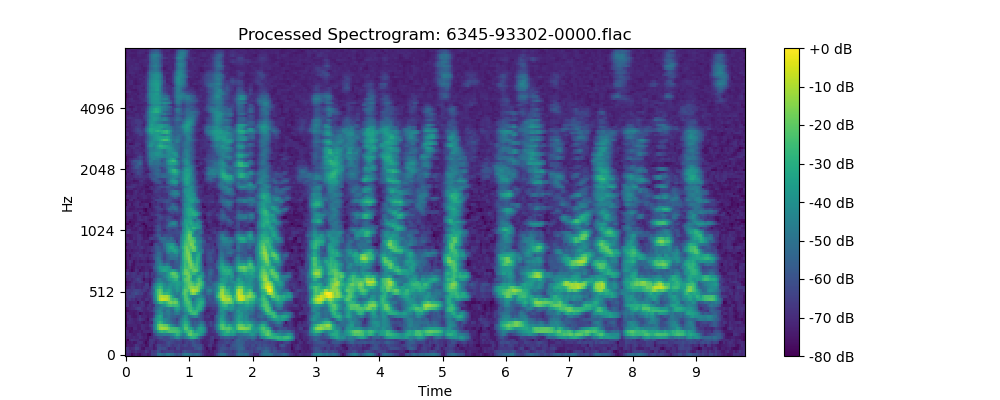 Processed Spectrogram: 6345-93302-0000.flac
Hz
4096
2048
1024
512
0
0 1 2 3 4 5 6 7 8 9
Time
+0 dB
-10 dB
-20 dB
-30 dB
-40 dB
-50 dB
-60 dB
-70 dB
-80 dB